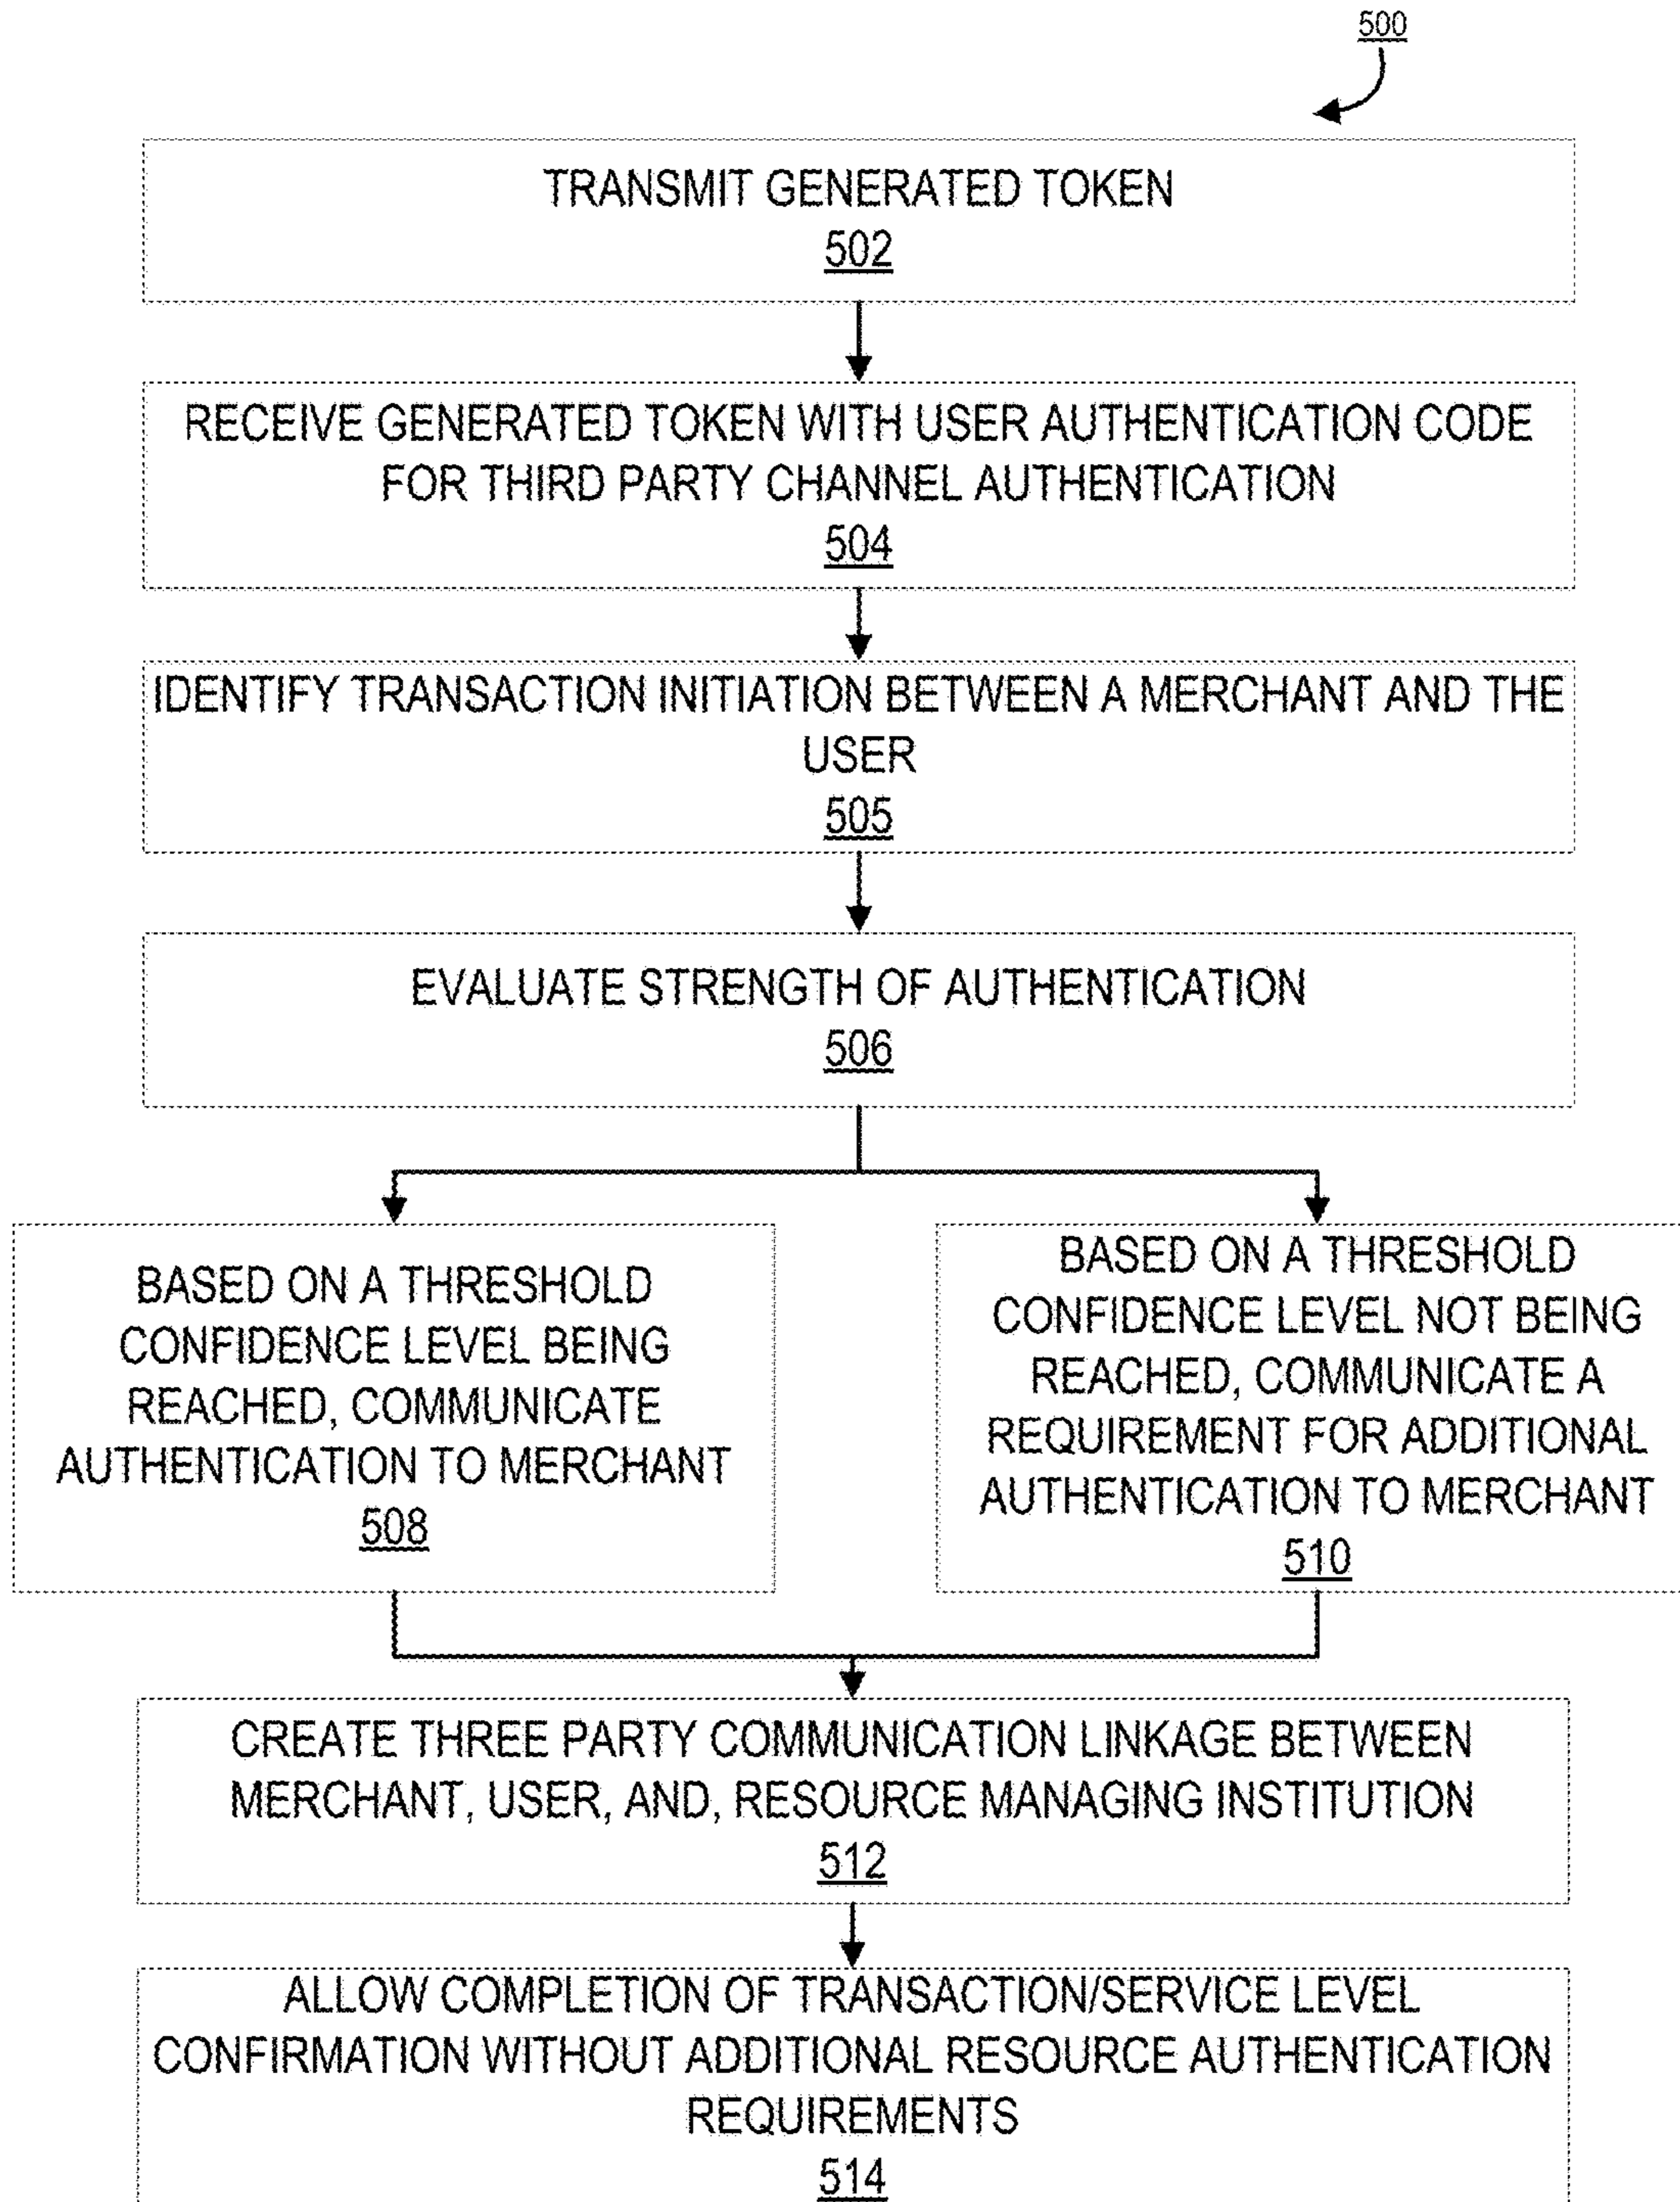 500
TRANSMIT GENERATED TOKEN
502
RECEIVE GENERATED TOKEN WITH USER AUTHENTICATION CODE
FOR THIRD PARTY CHANNEL AUTHENTICATION
504
IDENTIFY TRANSACTION INITIATION BETWEEN A MERCHANT AND THE
USER
505
EVALUATE STRENGTH OF AUTHENTICATION
506
BASED ON A THRESHOLD
CONFIDENCE LEVEL BEING
REACHED, COMMUNICATE
AUTHENTICATION TO MERCHANT
508
BASED ON A THRESHOLD
CONFIDENCE LEVEL NOT BEING
REACHED, COMMUNICATE A
REQUIREMENT FOR ADDITIONAL
AUTHENTICATION TO MERCHANT
510
CREATE THREE PARTY COMMUNICATION LINKAGE BETWEEN
MERCHANT, USER, AND, RESOURCE MANAGING INSTITUTION
512
ALLOW COMPLETION OF TRANSACTION/SERVICE LEVEL
CONFIRMATION WITHOUT ADDITIONAL RESOURCE AUTHENTICATION
REQUIREMENTS
514